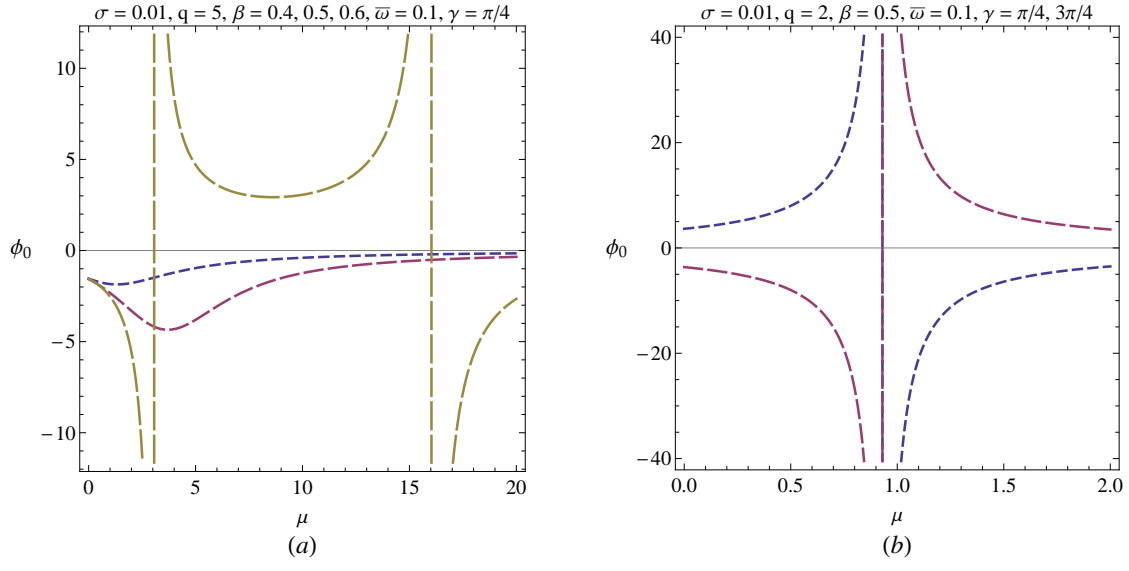 σ = 0.01, q = 5, β = 0.4, 0.5, 0.6, ϖ = 0.1, γ = π/4
10
5
ϕ₀
0
−5
−10
0 5 10 15 20
μ
(a)
σ = 0.01, q = 2, β = 0.5, ϖ = 0.1, γ = π/4, 3π/4
40
20
ϕ₀
0
−20
−40
0.0 0.5 1.0 1.5 2.0
μ
(b)